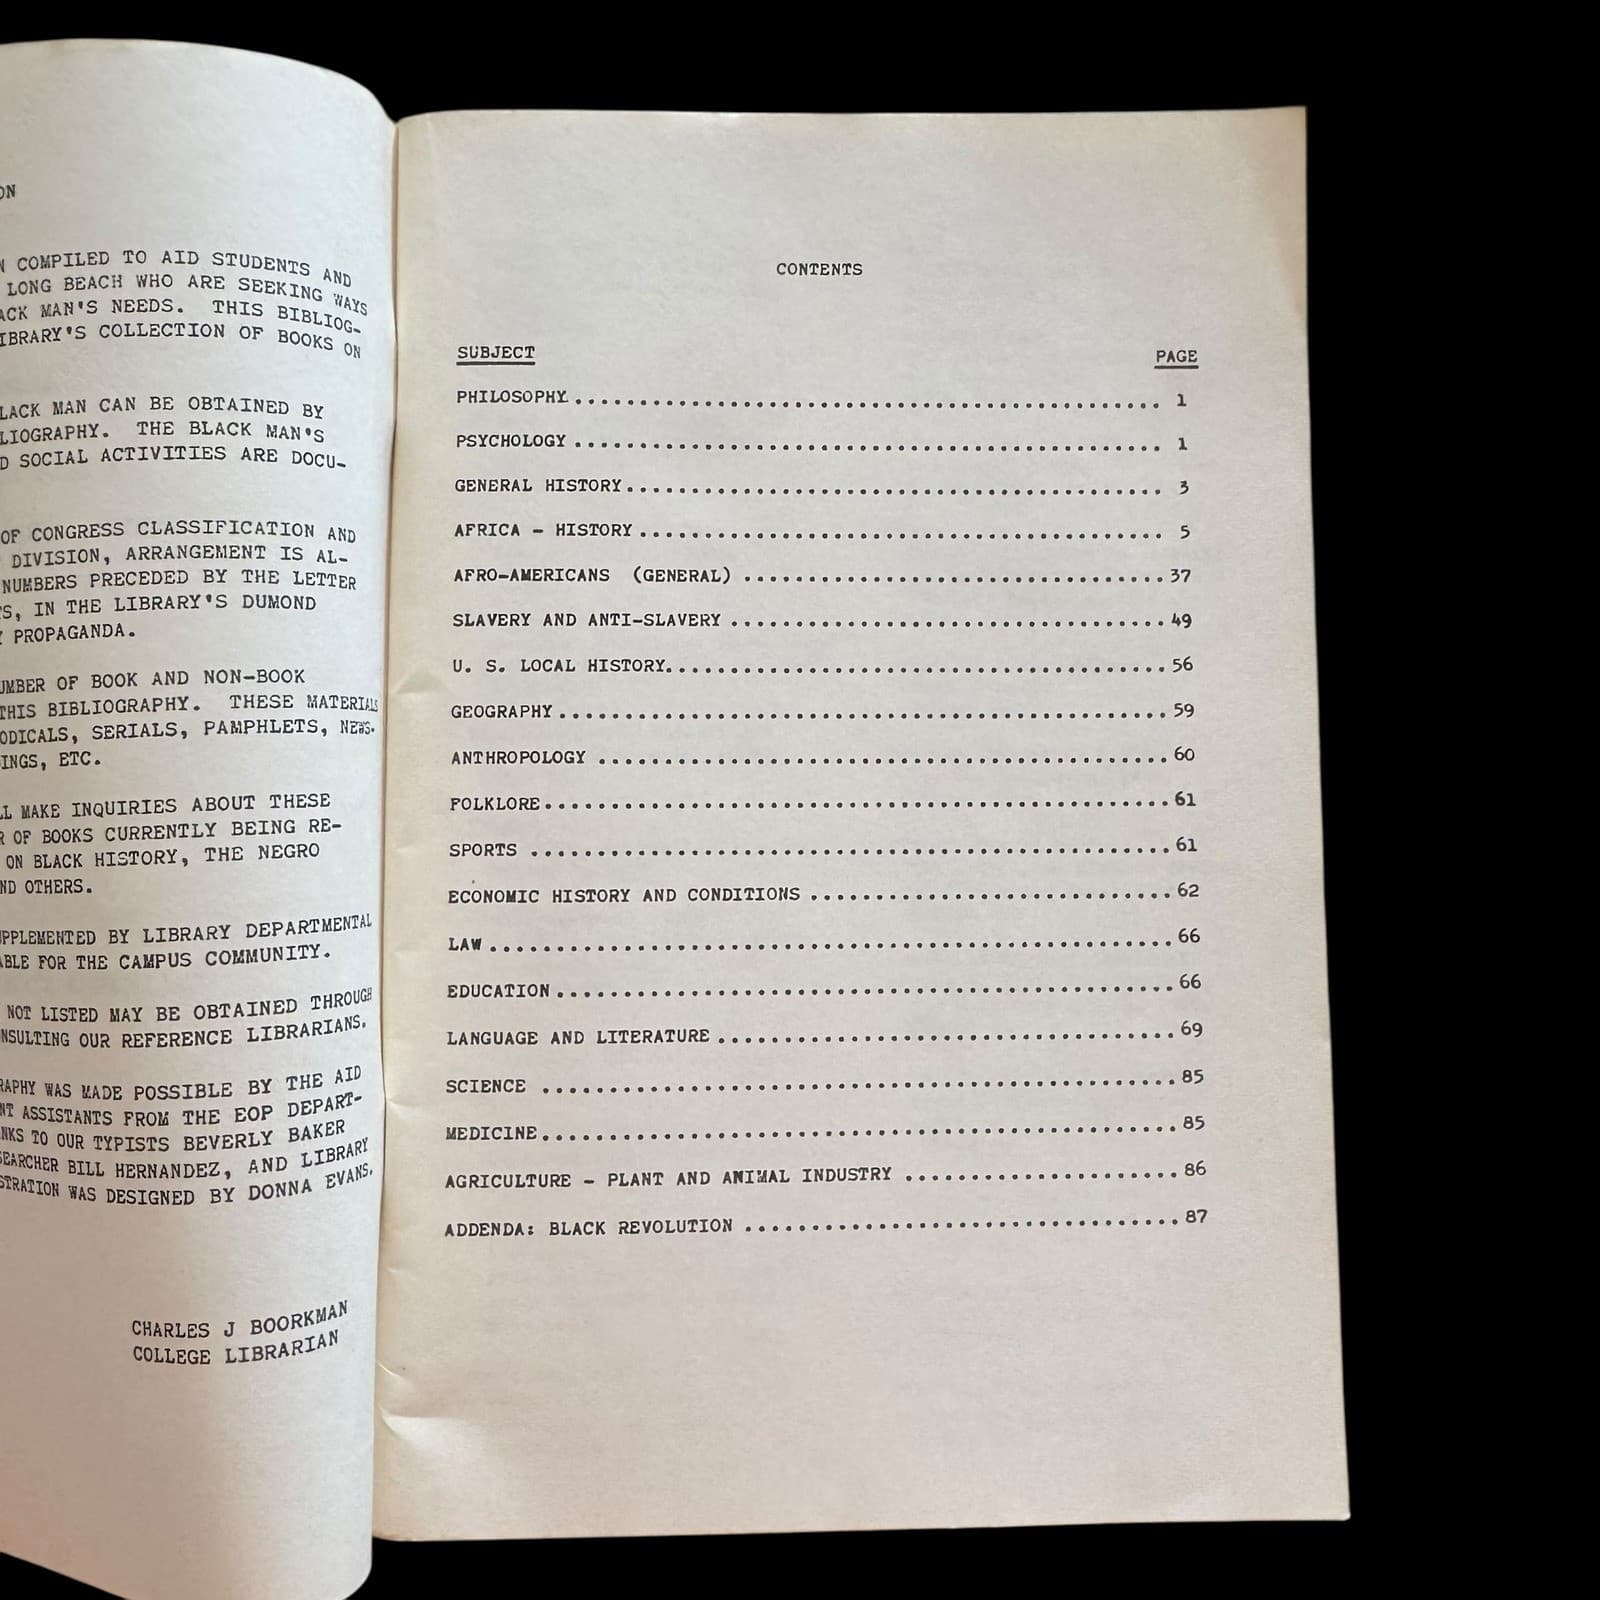 ON
COMPILED TO AID STUDENTS AND
LONG BEACH WHO ARE SEEKING WAYS
ACK MAN'S NEEDS. THIS BIBLIOG-
IBRARY'S COLLECTION OF BOOKS ON
LACK MAN CAN BE OBTAINED BY
LIOGRAPHY. THE BLACK MAN'S
D SOCIAL ACTIVITIES ARE DOCU-
OF CONGRESS CLASSIFICATION AND
DIVISION, ARRANGEMENT IS AL-
NUMBERS PRECEDED BY THE LETTER
TS, IN THE LIBRARY'S DUMOND
Y PROPAGANDA.
UMBER OF BOOK AND NON-BOOK
THIS BIBLIOGRAPHY. THESE MATERIALS
ODICALS, SERIALS, PAMPHLETS, NEWS-
INGS, ETC.
LL MAKE INQUIRIES ABOUT THESE
R OF BOOKS CURRENTLY BEING RE-
ON BLACK HISTORY, THE NEGRO
ND OTHERS.
UPPLEMENTED BY LIBRARY DEPARTMENTAL
ABLE FOR THE CAMPUS COMMUNITY.
NOT LISTED MAY BE OBTAINED THROUGH
NSULTING OUR REFERENCE LIBRARIANS.
RAPHY WAS MADE POSSIBLE BY THE AID
NT ASSISTANTS FROM THE EOP DEPART-
NKS TO OUR TYPISTS BEVERLY BAKER
SEARCHER BILL HERNANDEZ, AND LIBRARY
STRATION WAS DESIGNED BY DONNA EVANS.
CHARLES J BOORKMAN
COLLEGE LIBRARIAN
CONTENTS
SUBJECT PAGE
PHILOSOPHY 1
PSYCHOLOGY 1
GENERAL HISTORY 3
AFRICA - HISTORY 5
AFRO-AMERICANS (GENERAL) 37
SLAVERY AND ANTI-SLAVERY 49
U. S. LOCAL HISTORY 56
GEOGRAPHY 59
ANTHROPOLOGY 60
FOLKLORE 61
SPORTS 61
ECONOMIC HISTORY AND CONDITIONS 62
LAW 66
EDUCATION 66
LANGUAGE AND LITERATURE 69
SCIENCE 85
MEDICINE 85
AGRICULTURE - PLANT AND ANIMAL INDUSTRY 86
ADDENDA: BLACK REVOLUTION 87